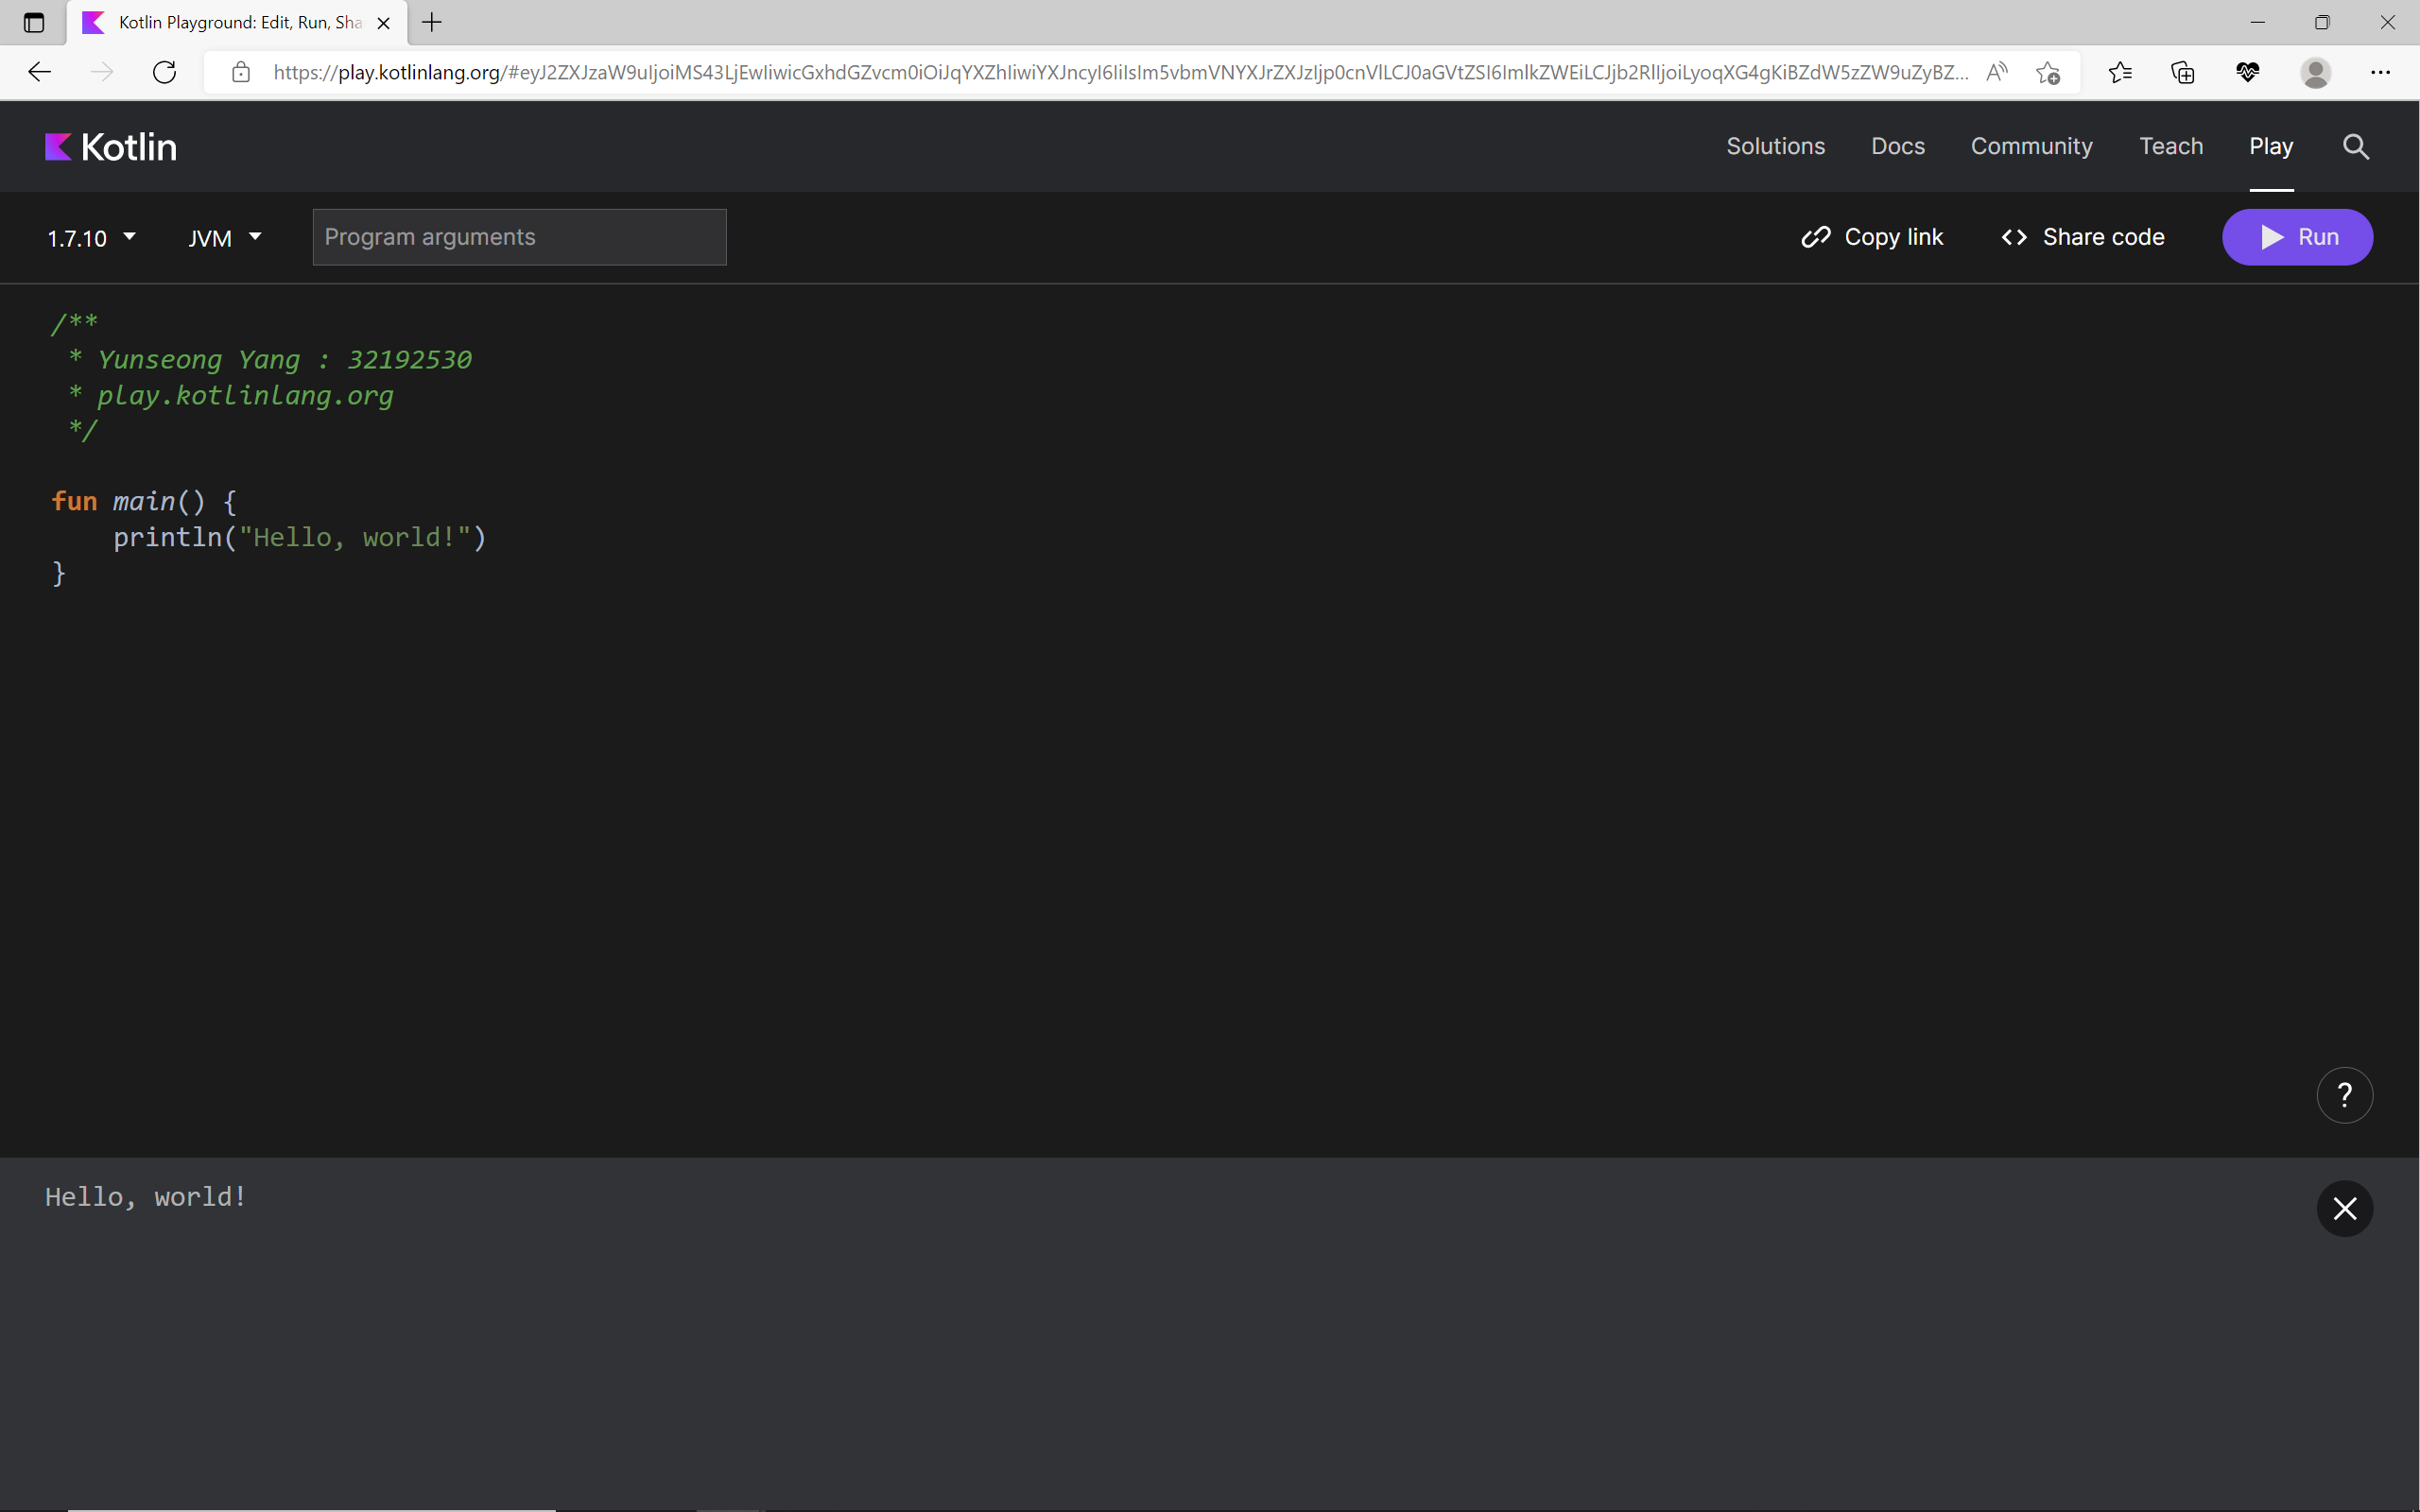 Kotlin Playground: Edit, Run, Sha
https://play.kotlinlang.org/#eyJ2ZXJzaW9uIjoiMS43LjEwIiwicGxhdGZvcm0iOiJqYXZhIiwiYXJncyI6IiIsIm5vbmVNYXJrZXJzIjp0cnVlLCJ0aGVtZSI6ImlkZWEiLCJjb2RlIjoiLyoqXG4gKiBZdW5zZW9uZyBZ...
Kotlin
Solutions Docs Community Teach Play
1.7.10 JVM Program arguments Copy link <> Share code Run
/**
 * Yunseong Yang : 32192530
 * play.kotlinlang.org
 */
fun main() {
    println("Hello, world!")
}
?
Hello, world!